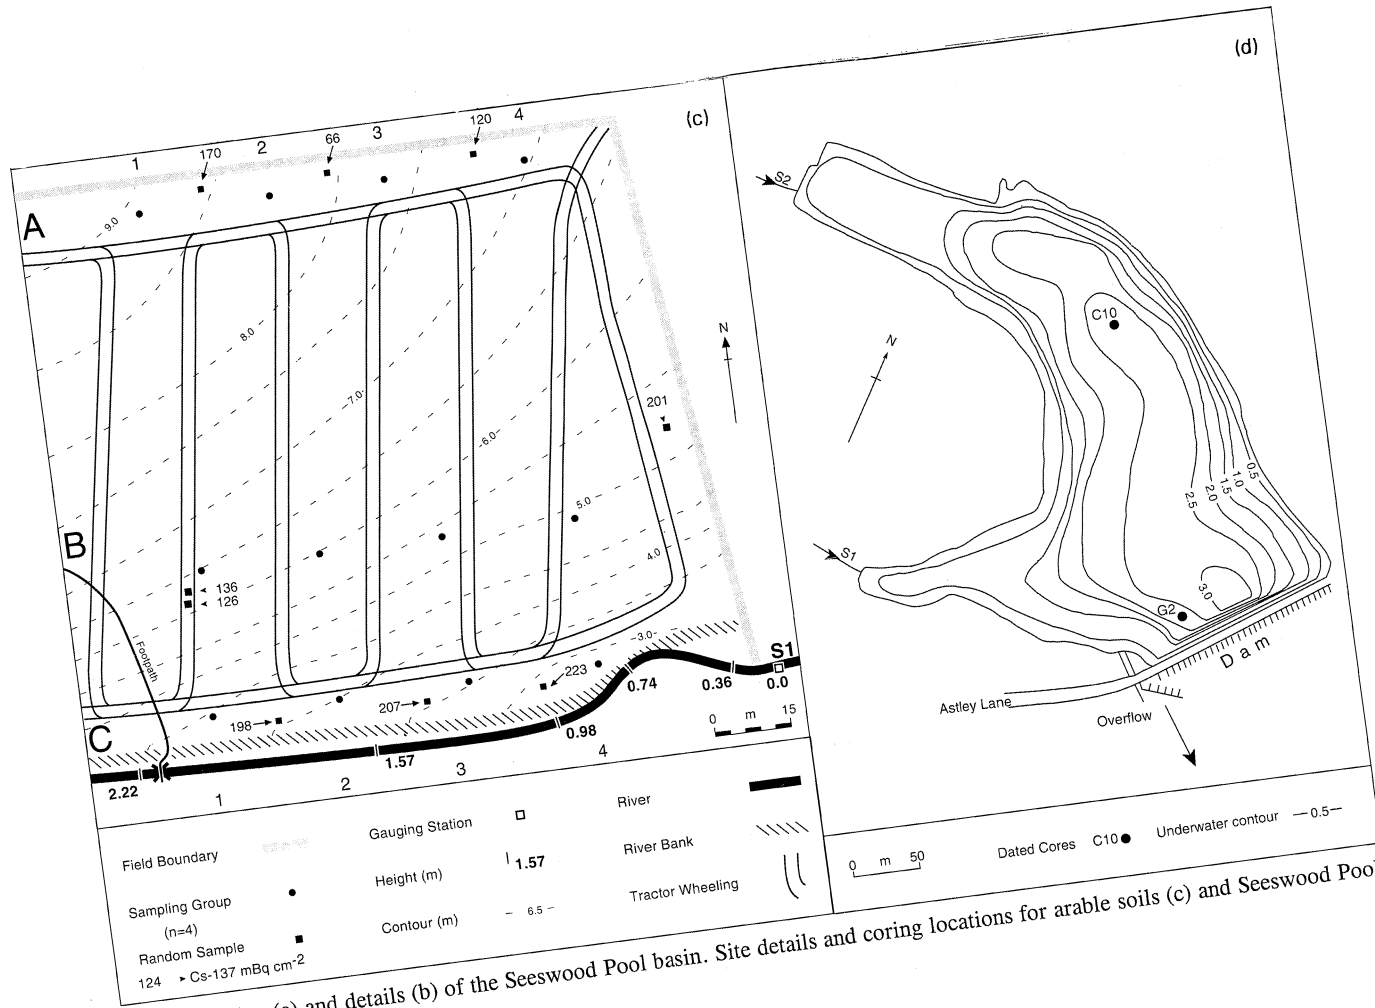 (c)
1
2
3
4
170
66
120
A
9.0
8.0
7.0
6.0
5.0
4.0
3.0
N
201
B
136
126
Footpath
223
207
198
C
S1
0.0
0.36
0.74
0.98
1.57
2.22
0 m 15
1
2
3
4
Field Boundary
Sampling Group
(n=4)
Random Sample
124 Cs-137 mBq cm-2
Gauging Station
Height (m) 1.57
Contour (m) – 6.5 –
River
River Bank
Tractor Wheeling
(d)
S2
C10
N
S1
0.5
1.0
1.5
2.0
2.5
3.0
G2
Dam
Astley Lane
Overflow
0 m 50
Dated Cores C10
Underwater contour —0.5—
and details (b) of the Seeswood Pool basin. Site details and coring locations for arable soils (c) and Seeswood Pool